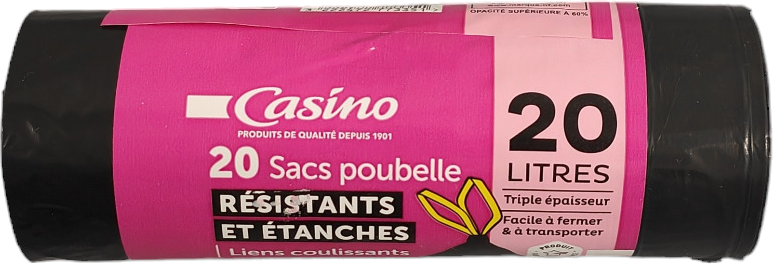 OPACITÉ SUPÉRIEURE À 60%
Casino
PRODUITS DE QUALITÉ DEPUIS 1901
20 Sacs poubelle
RÉSISTANTS
ET ÉTANCHES
Liens coulissants
20
LITRES
Triple épaisseur
Facile à fermer
& à transporter
PRODUIT